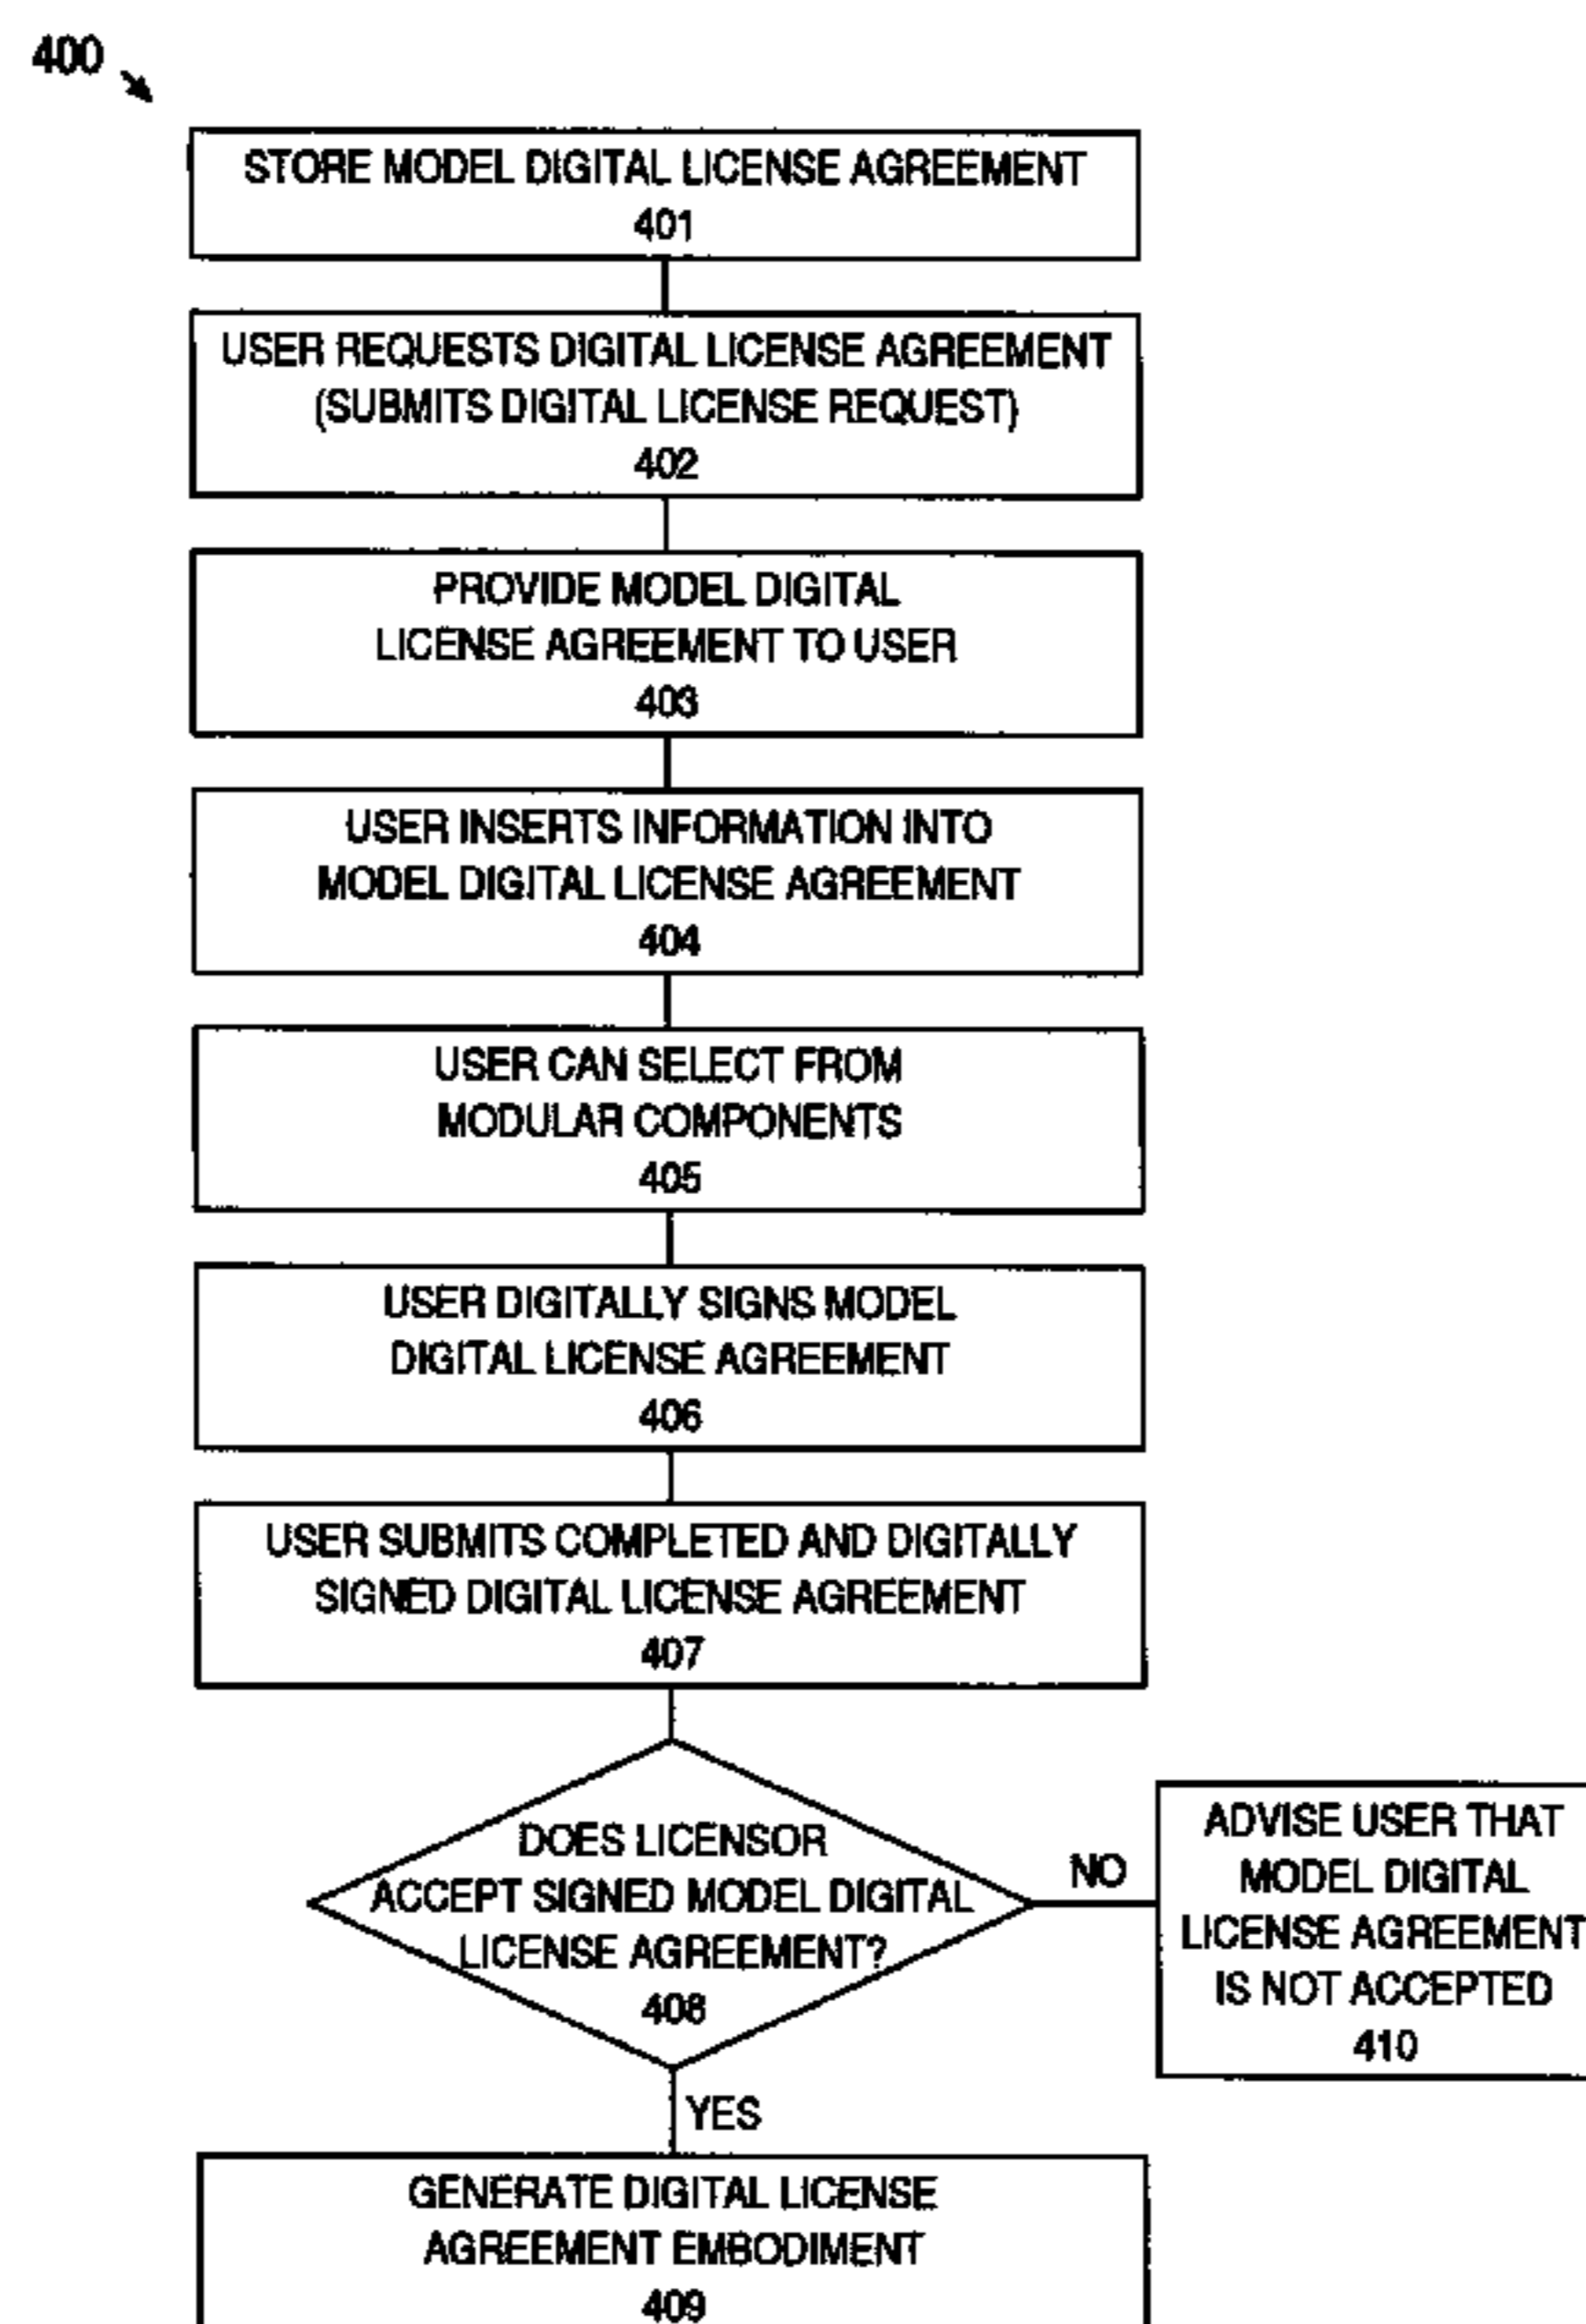 400
STORE MODEL DIGITAL LICENSE AGREEMENT
401
USER REQUESTS DIGITAL LICENSE AGREEMENT
(SUBMITS DIGITAL LICENSE REQUEST)
402
PROVIDE MODEL DIGITAL
LICENSE AGREEMENT TO USER
403
USER INSERTS INFORMATION INTO
MODEL DIGITAL LICENSE AGREEMENT
404
USER CAN SELECT FROM
MODULAR COMPONENTS
405
USER DIGITALLY SIGNS MODEL
DIGITAL LICENSE AGREEMENT
406
USER SUBMITS COMPLETED AND DIGITALLY
SIGNED DIGITAL LICENSE AGREEMENT
407
DOES LICENSOR
ACCEPT SIGNED MODEL DIGITAL
LICENSE AGREEMENT?
408
NO
ADVISE USER THAT
MODEL DIGITAL
LICENSE AGREEMENT
IS NOT ACCEPTED
410
YES
GENERATE DIGITAL LICENSE
AGREEMENT EMBODIMENT
409